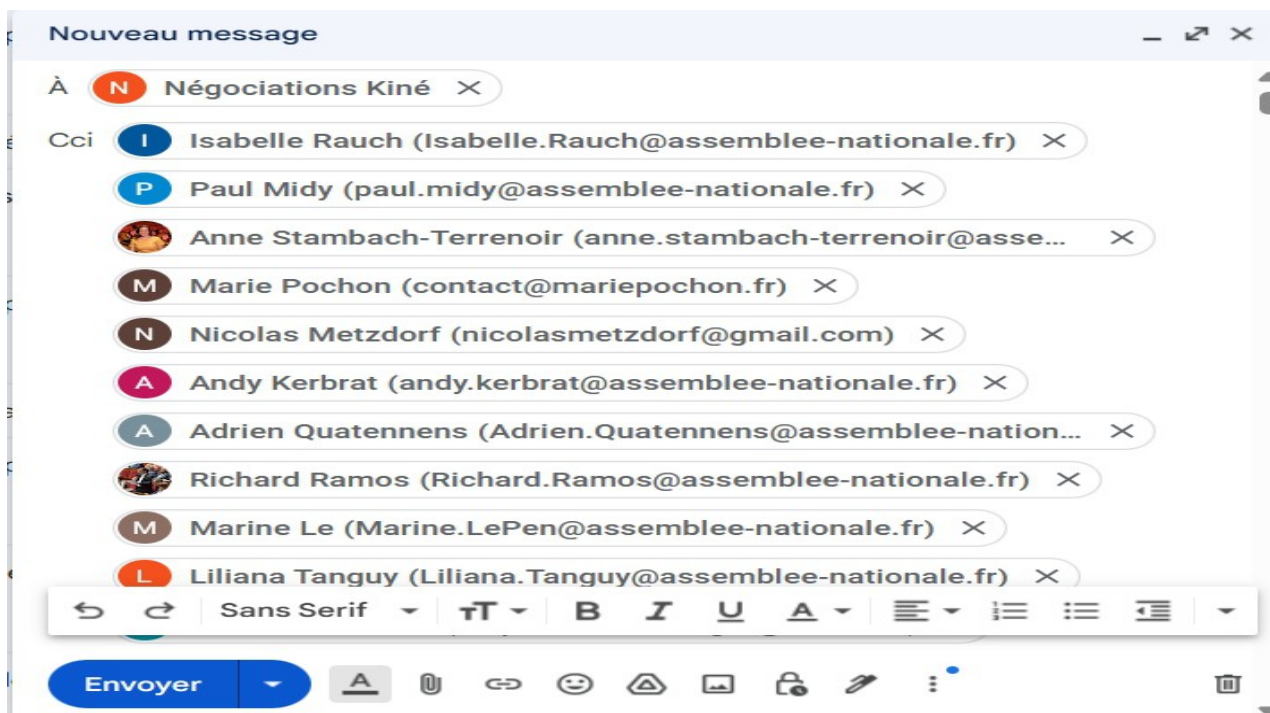 Nouveau message
À N Négociations Kiné
Cci I Isabelle Rauch (Isabelle.Rauch@assemblee-nationale.fr)
P Paul Midy (paul.midy@assemblee-nationale.fr)
Anne Stambach-Terrenoir (anne.stambach-terrenoir@asse...
M Marie Pochon (contact@mariepochon.fr)
N Nicolas Metzdorf (nicolasmetzdorf@gmail.com)
A Andy Kerbrat (andy.kerbrat@assemblee-nationale.fr)
A Adrien Quatennens (Adrien.Quatennens@assemblee-nation...
Richard Ramos (Richard.Ramos@assemblee-nationale.fr)
M Marine Le (Marine.LePen@assemblee-nationale.fr)
L Liliana Tanguy (Liliana.Tanguy@assemblee-nationale.fr)
Sans Serif TT B I U A
Envoyer A